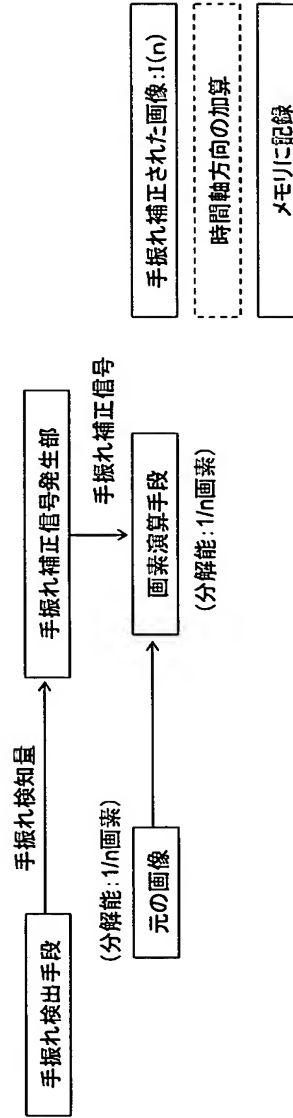 手振れ検出手段
手振れ検知量
手振れ補正信号発生部
(分解能:1/n画素)
手振れ補正信号
元の画像
画素演算手段
(分解能:1/n画素)
手振れ補正された画像:I(n)
時間軸方向の加算
メモリに記録